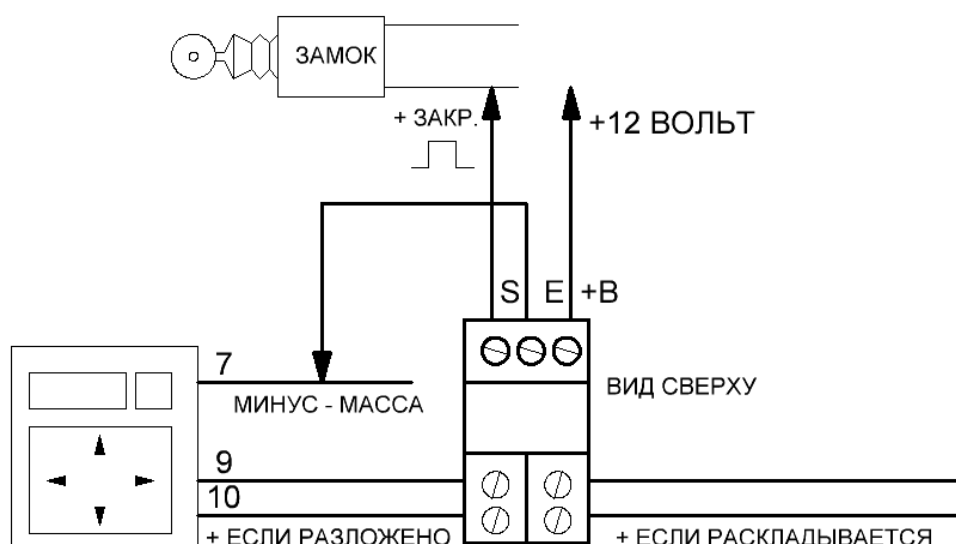 ЗАМОК
+ ЗАКР.
+12 ВОЛЬТ
S E +B
7
МИНУС - МАССА
ВИД СВЕРХУ
9
10
+ ЕСЛИ РАЗЛОЖЕНО
+ ЕСЛИ РАСКЛАДЫВАЕТСЯ